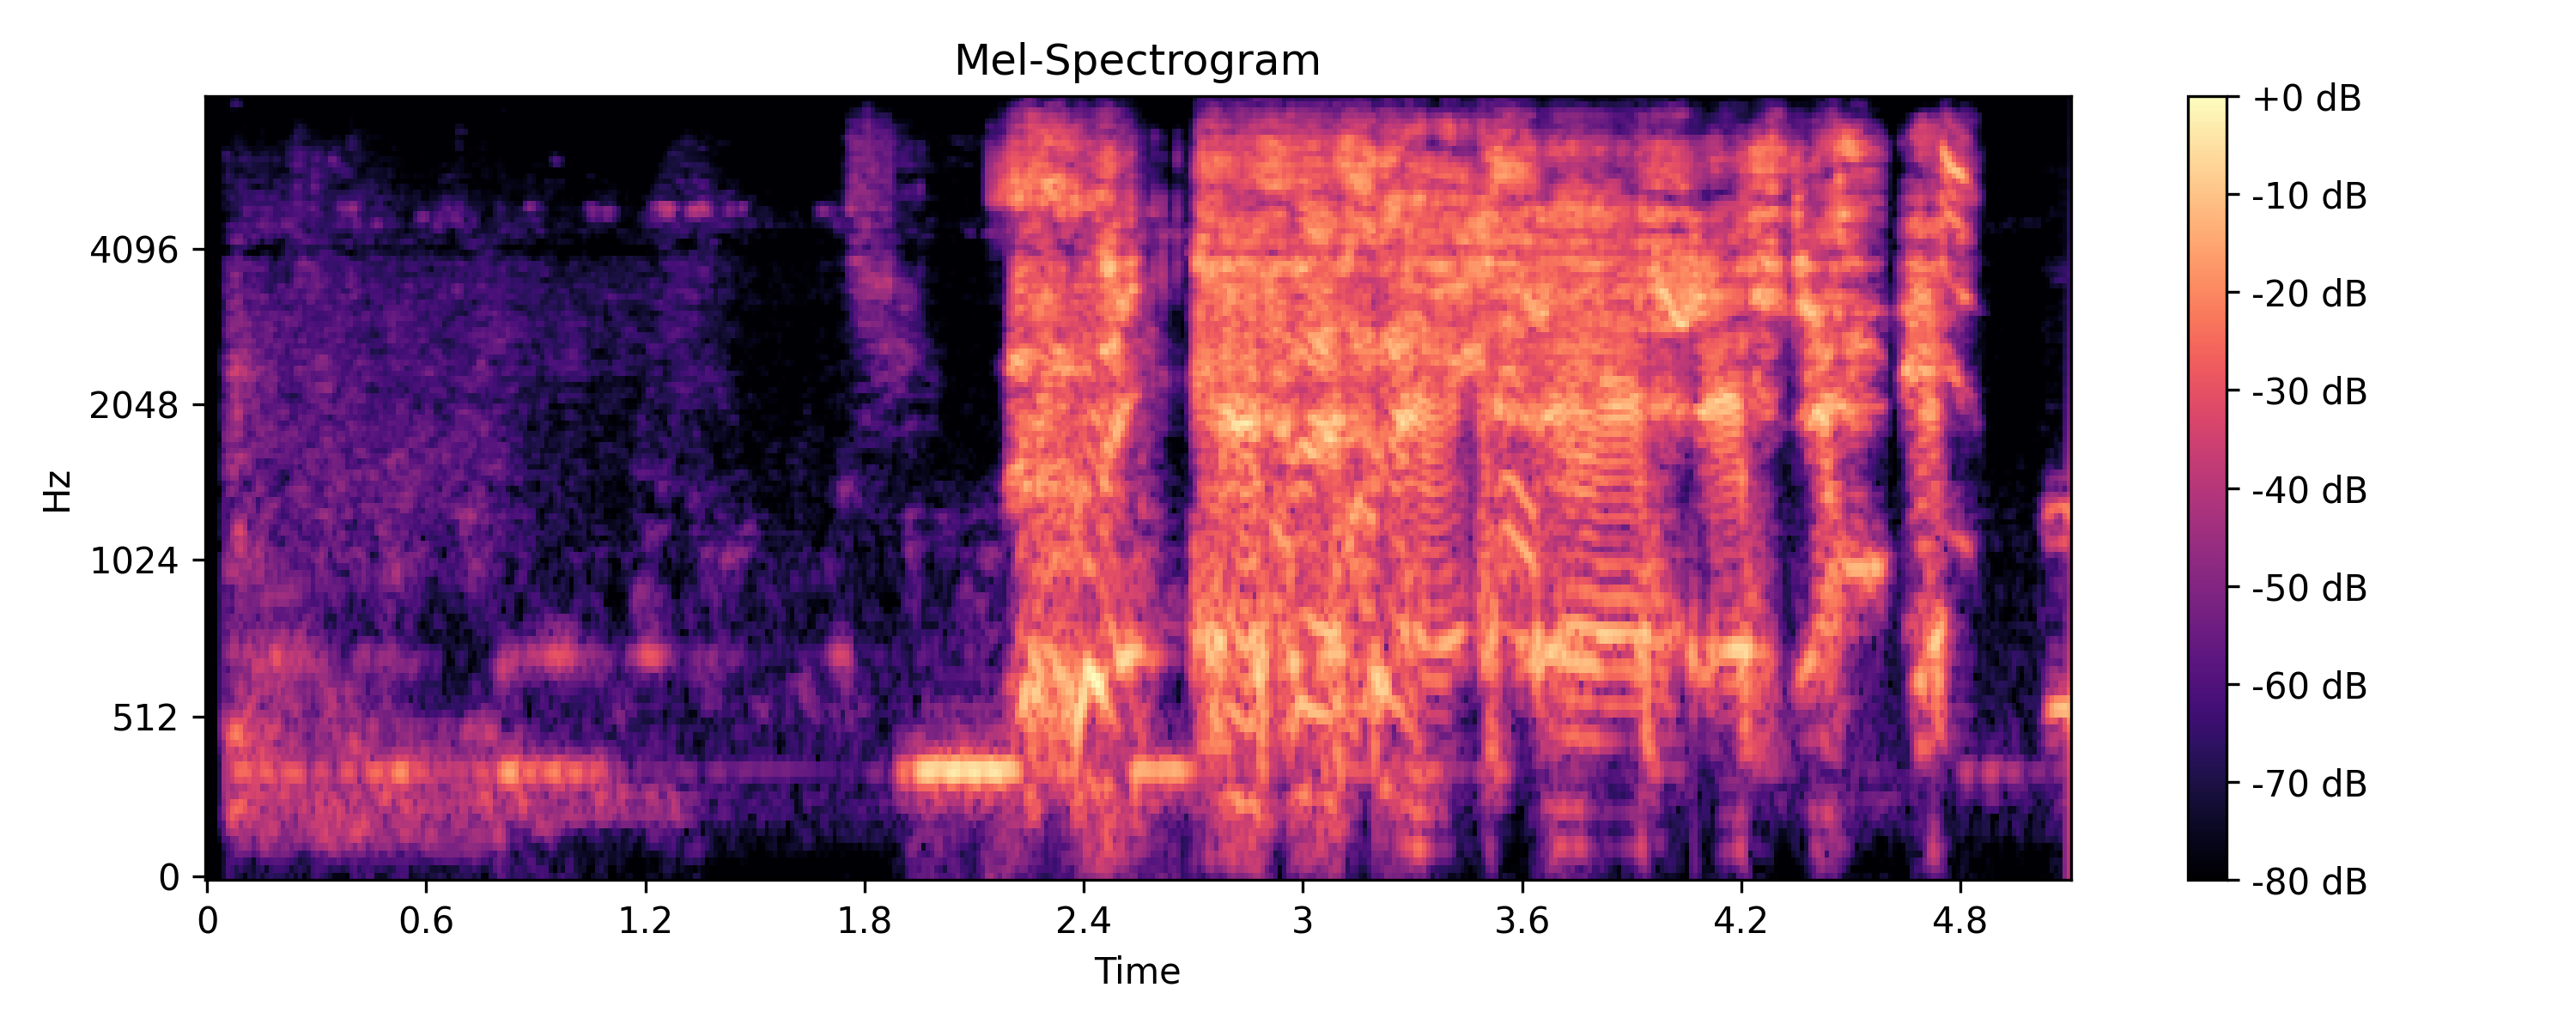 Mel-Spectrogram
Hz
4096
2048
1024
512
0
0 0.6 1.2 1.8 2.4 3 3.6 4.2 4.8
Time
+0 dB
-10 dB
-20 dB
-30 dB
-40 dB
-50 dB
-60 dB
-70 dB
-80 dB